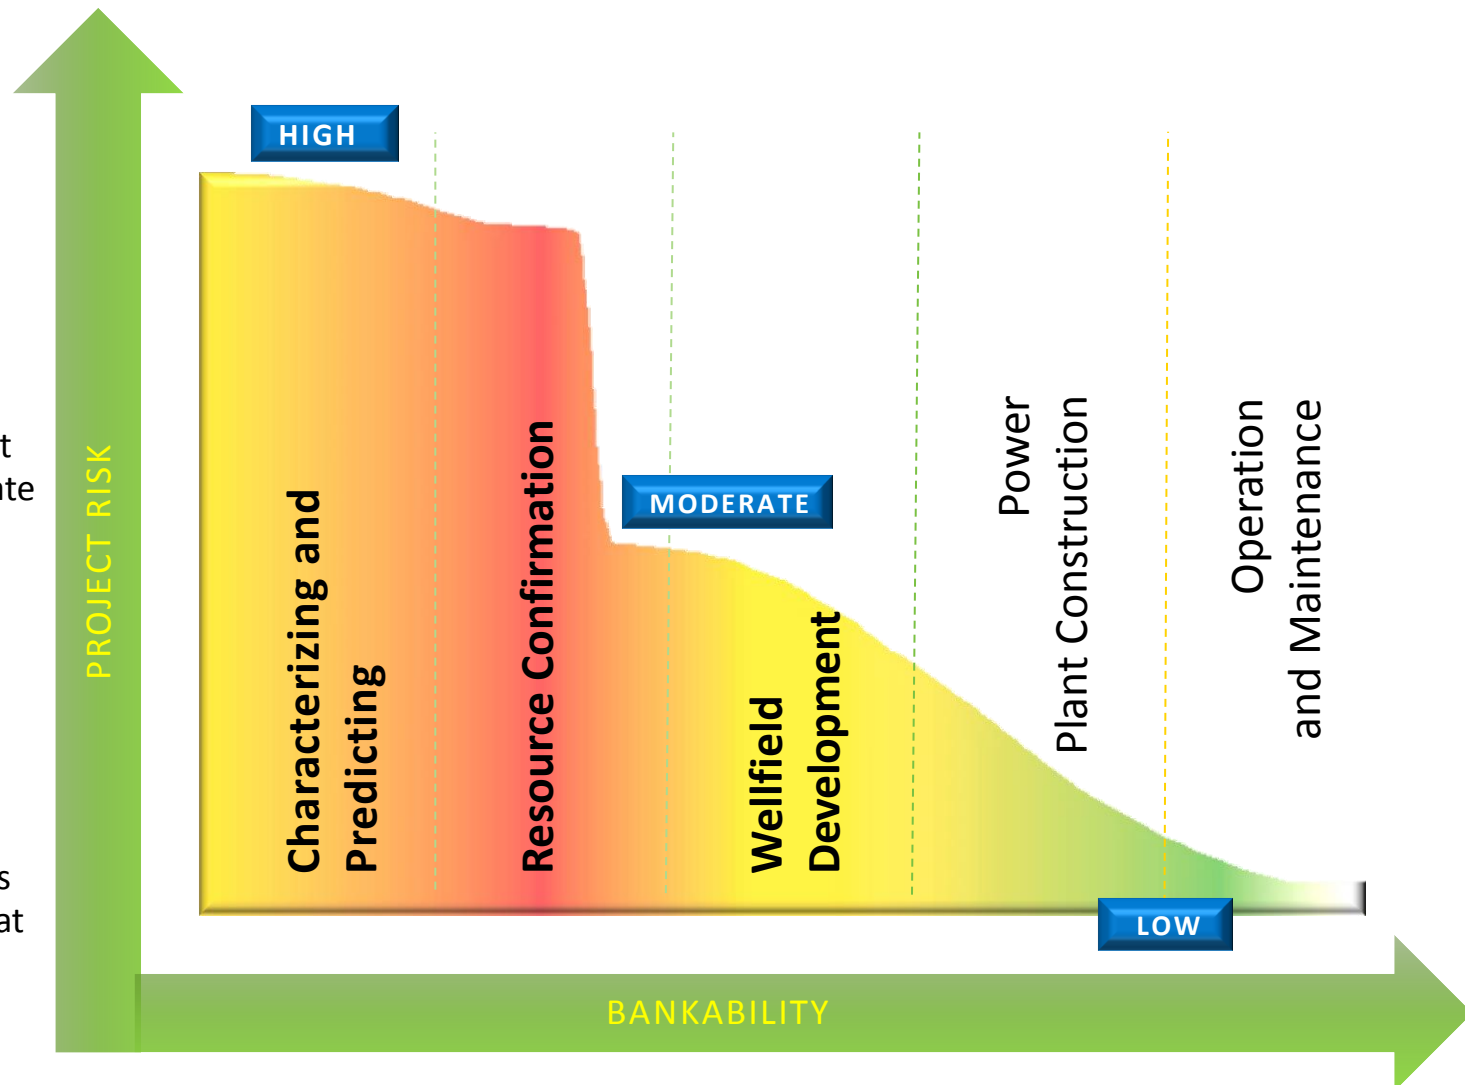 HIGH
MODERATE
LOW
PROJECT RISK
Characterizing and
Predicting
Resource Confirmation
Wellfield
Development
Power
Plant Construction
Operation
and Maintenance
BANKABILITY